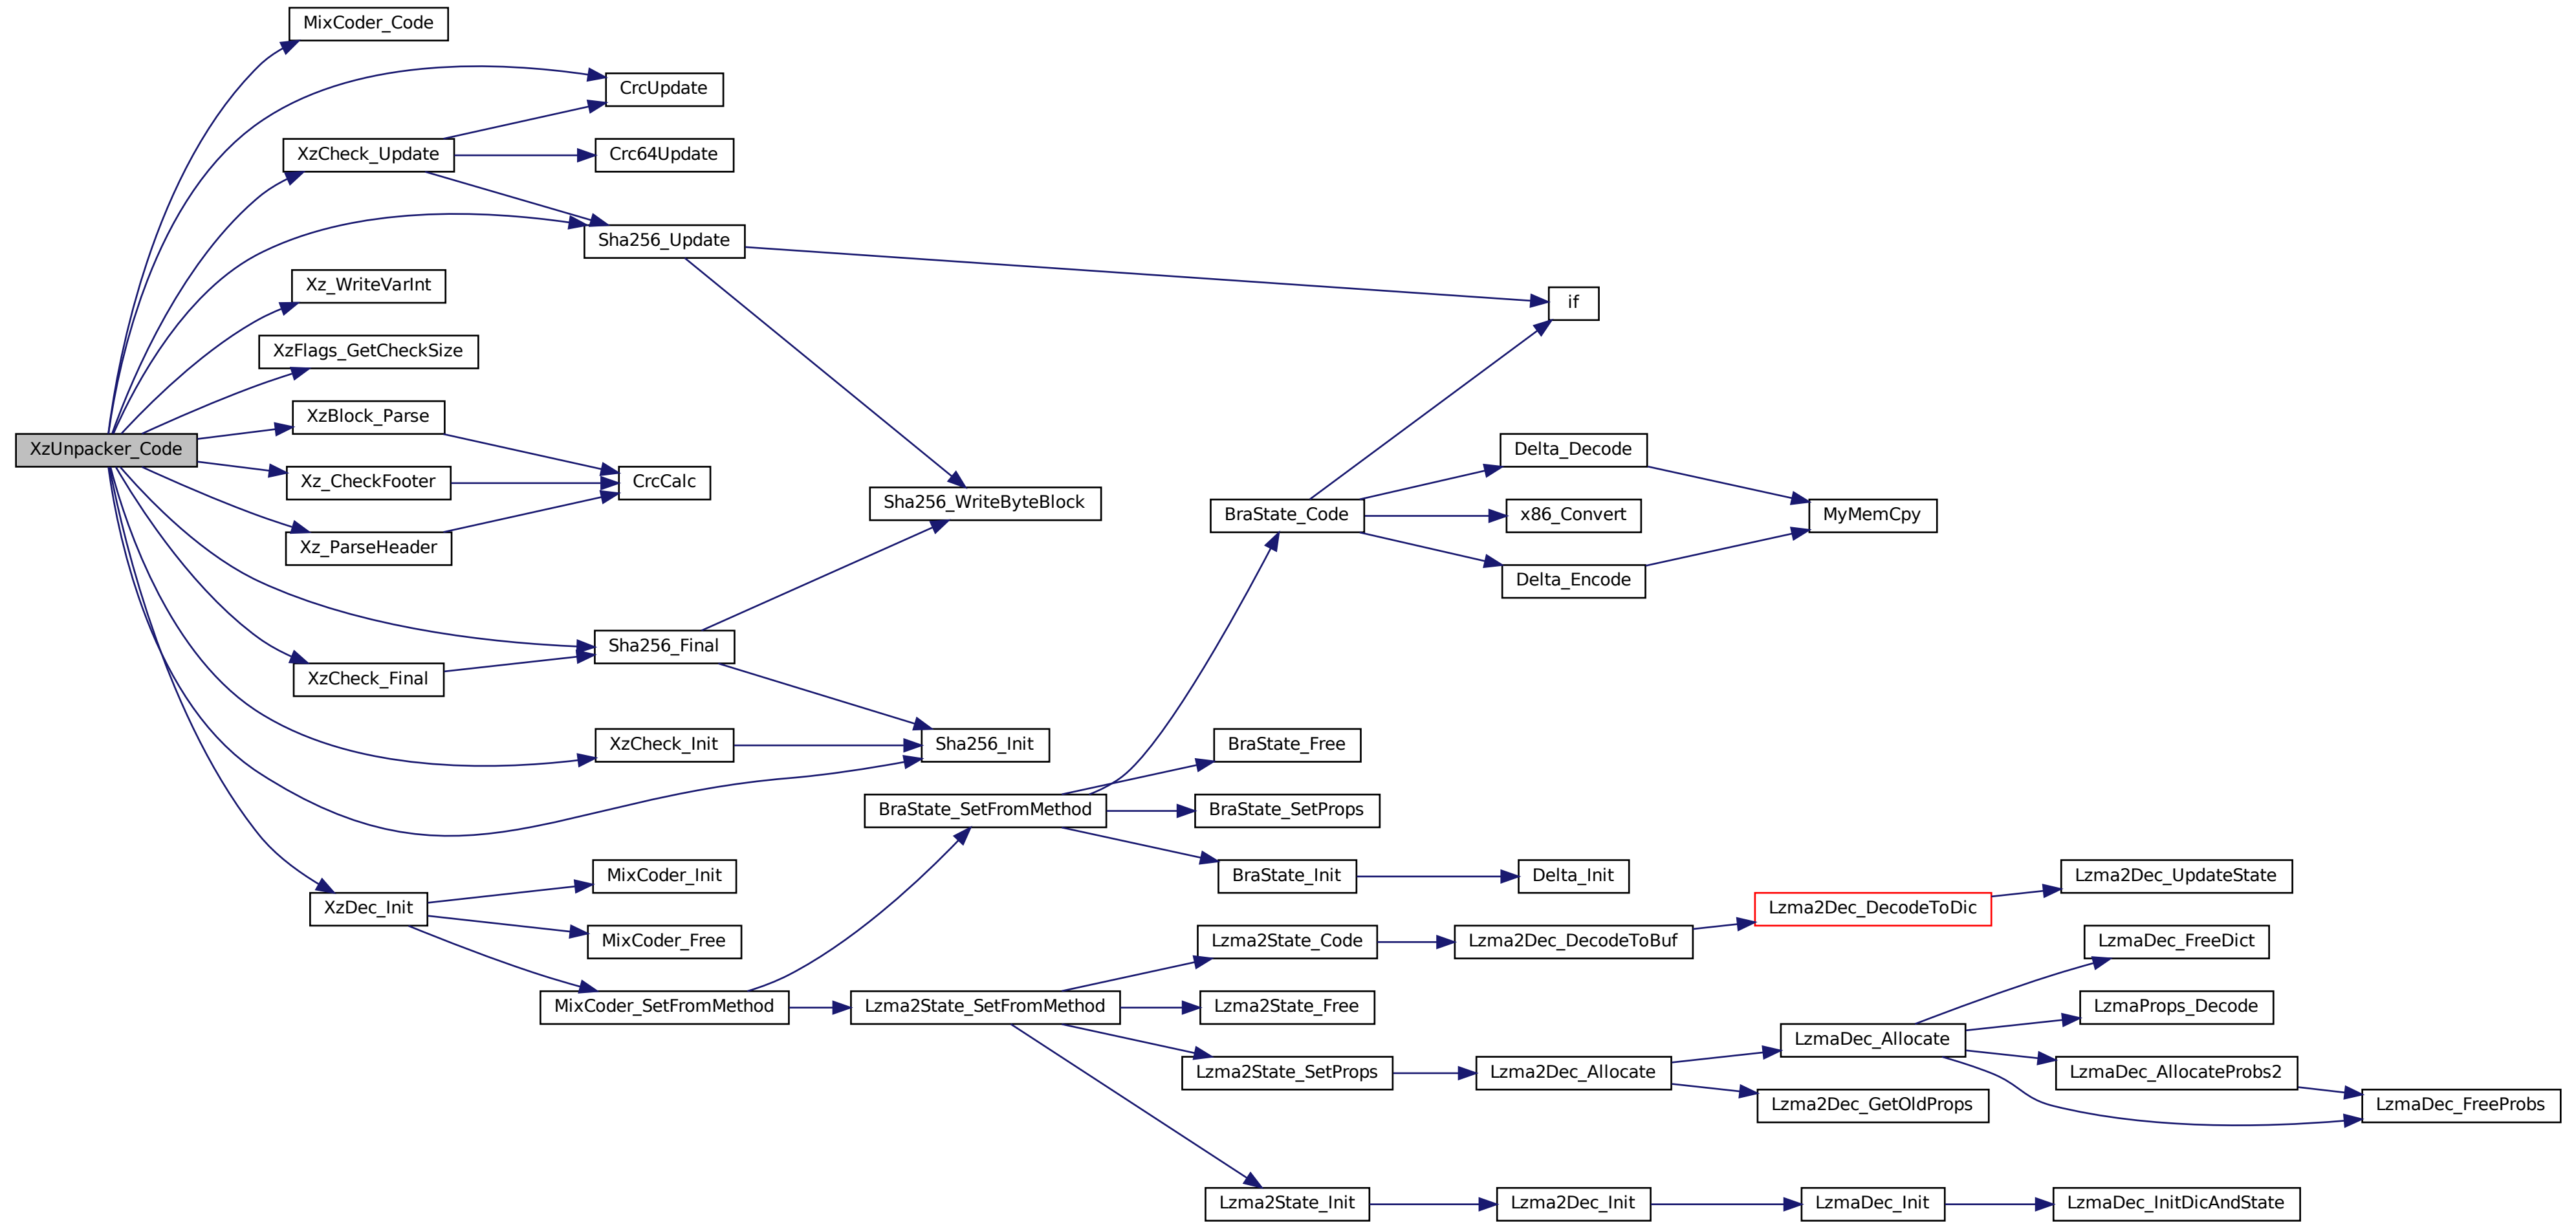 MixCoder_Code
CrcUpdate
XzCheck_Update
Crc64Update
Sha256_Update
Xz_WriteVarInt
if
XzFlags_GetCheckSize
XzBlock_Parse
XzUnpacker_Code
Delta_Decode
Xz_CheckFooter
CrcCalc
Sha256_WriteByteBlock
BraState_Code
x86_Convert
MyMemCpy
Xz_ParseHeader
Delta_Encode
Sha256_Final
XzCheck_Final
XzCheck_Init
Sha256_Init
BraState_Free
BraState_SetFromMethod
BraState_SetProps
MixCoder_Init
BraState_Init
Delta_Init
Lzma2Dec_UpdateState
XzDec_Init
Lzma2Dec_DecodeToDic
MixCoder_Free
Lzma2State_Code
Lzma2Dec_DecodeToBuf
LzmaDec_FreeDict
MixCoder_SetFromMethod
Lzma2State_SetFromMethod
Lzma2State_Free
LzmaProps_Decode
LzmaDec_Allocate
Lzma2State_SetProps
Lzma2Dec_Allocate
LzmaDec_AllocateProbs2
Lzma2Dec_GetOldProps
LzmaDec_FreeProbs
Lzma2State_Init
Lzma2Dec_Init
LzmaDec_Init
LzmaDec_InitDicAndState